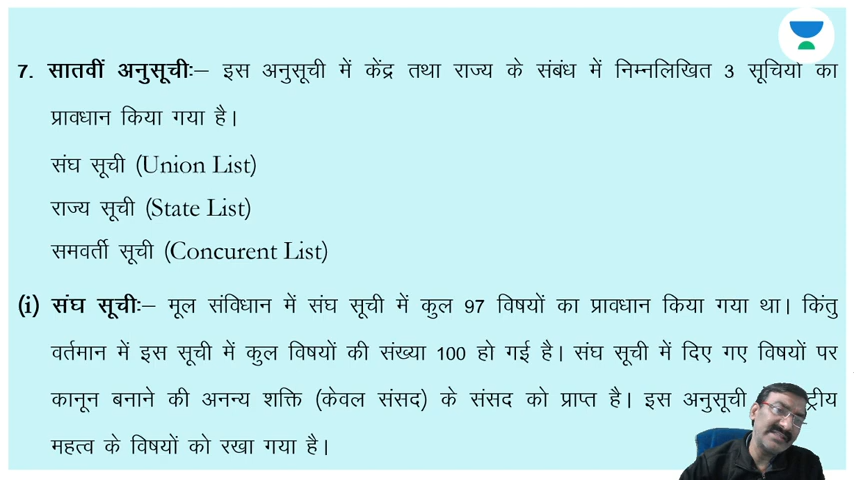 7. सातवीं अनुसूचीः– इस अनुसूची में केंद्र तथा राज्य के संबंध में निम्नलिखित 3 सूचियों का
प्रावधान किया गया है।
संघ सूची (Union List)
राज्य सूची (State List)
समवर्ती सूची (Concurent List)
(i) संघ सूचीः– मूल संविधान में संघ सूची में कुल 97 विषयों का प्रावधान किया गया था। किंतु
वर्तमान में इस सूची में कुल विषयों की संख्या 100 हो गई है। संघ सूची में दिए गए विषयों पर
कानून बनाने की अनन्य शक्ति (केवल संसद) के संसद को प्राप्त है। इस अनुसूची
महत्व के विषयों को रखा गया है।